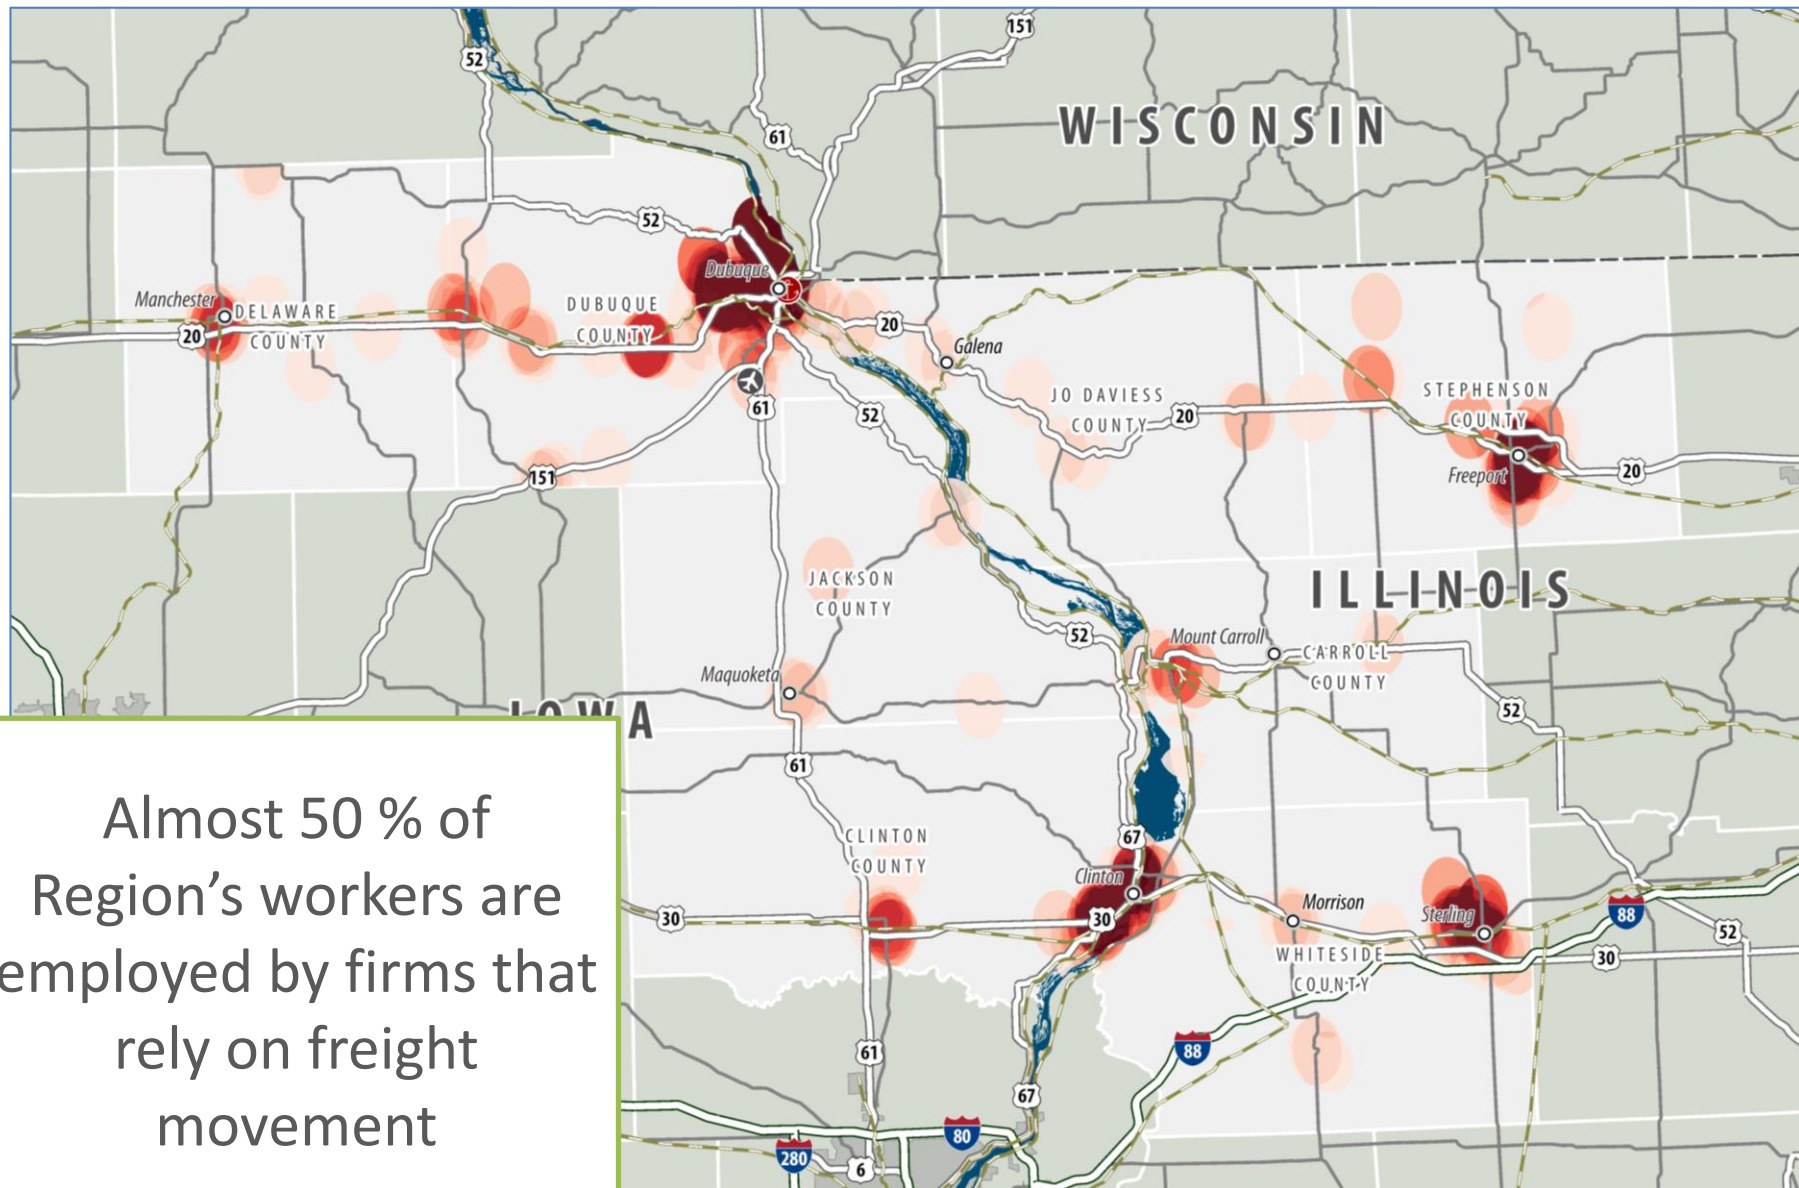 151
52
WISCONSIN
61
52
Dubuque
Manchester
DELAWARE
COUNTY
20
DUBUQUE
COUNTY
20
Galena
61
52
JO DAVIESS
COUNTY
20
STEPHENSON
COUNTY
Freeport
20
151
JACKSON
COUNTY
ILLINOIS
52
Mount Carroll
CARROLL
COUNTY
Maquoketa
52
IOWA
61
Almost 50 % of
Region’s workers are
employed by firms that
rely on freight
movement
CLINTON
COUNTY
67
Clinton
30
30
Morrison
Sterling
88
52
WHITESIDE
COUNTY
30
61
88
67
80
280
6